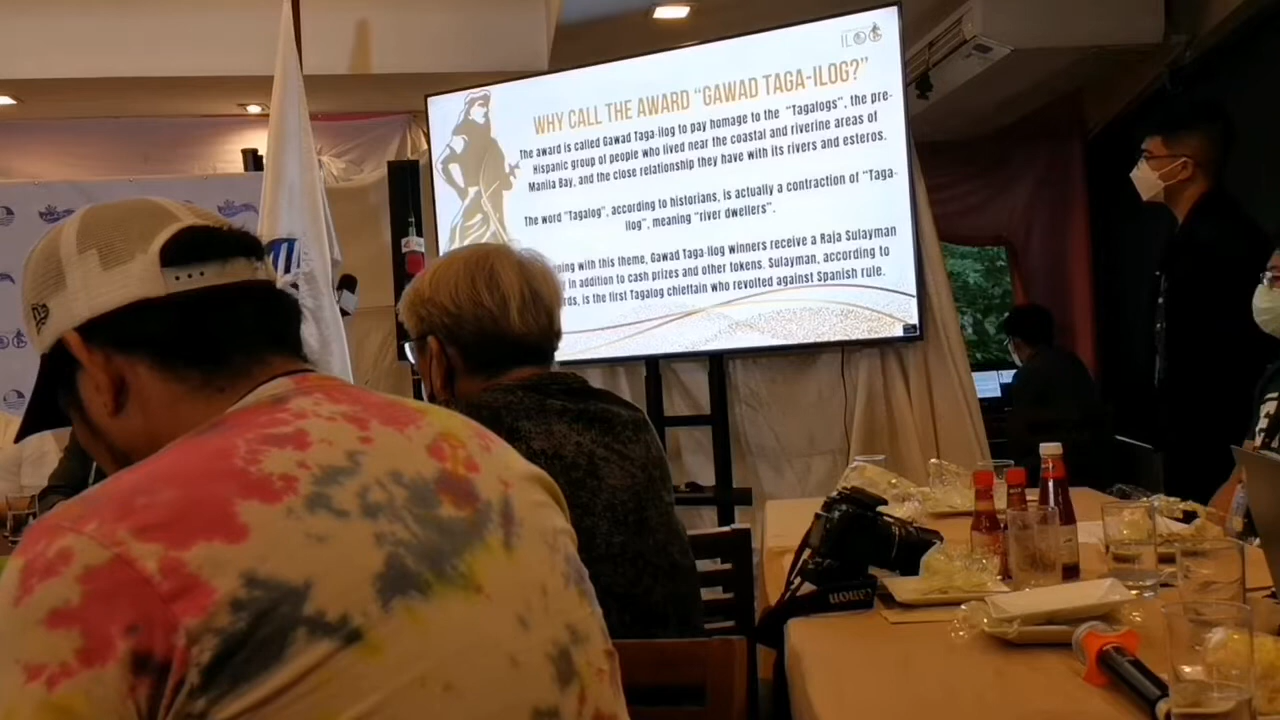 ILOG
WHY CALL THE AWARD “GAWAD TAGA-ILOG?”
The award is called Gawad Taga-ilog to pay homage to the “Tagalogs”, the pre-
Hispanic group of people who lived near the coastal and riverine areas of
Manila Bay, and the close relationship they have with its rivers and esteros.
The word “Tagalog”, according to historians, is actually a contraction of “Taga-
ilog”, meaning “river dwellers”.
with this theme, Gawad Taga-Ilog winners receive a Raja Sulayman
in addition to cash prizes and other tokens. Sulayman, according to
is the first Tagalog chieftain who revolted against Spanish rule.
Canon